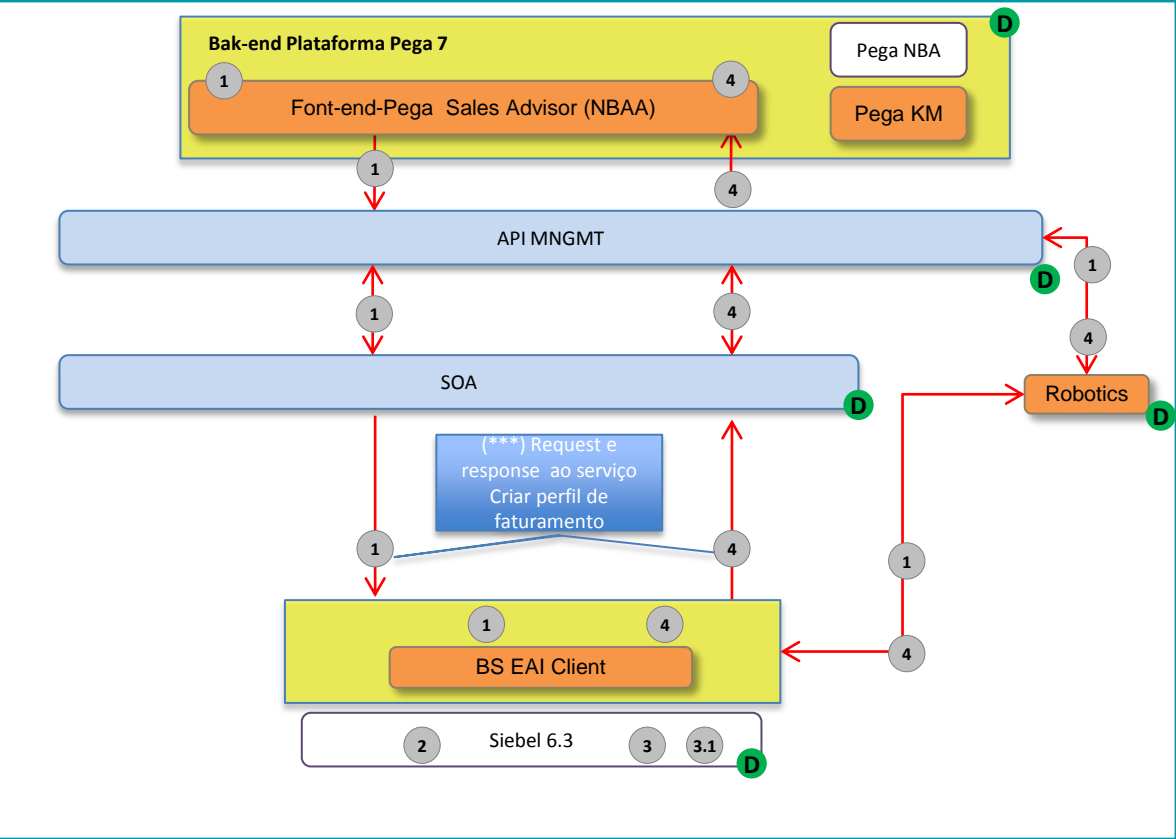 D
Bak-end Plataforma Pega 7
Pega NBA
1
4
Font-end-Pega Sales Advisor (NBAA)
Pega KM
1
4
API MNGMT
1
D
1
4
4
SOA
Robotics
D
D
(***) Request e
response ao serviço
Criar perfil de
faturamento
1
4
1
1
4
4
BS EAI Client
2
Siebel 6.3
3
3.1
D